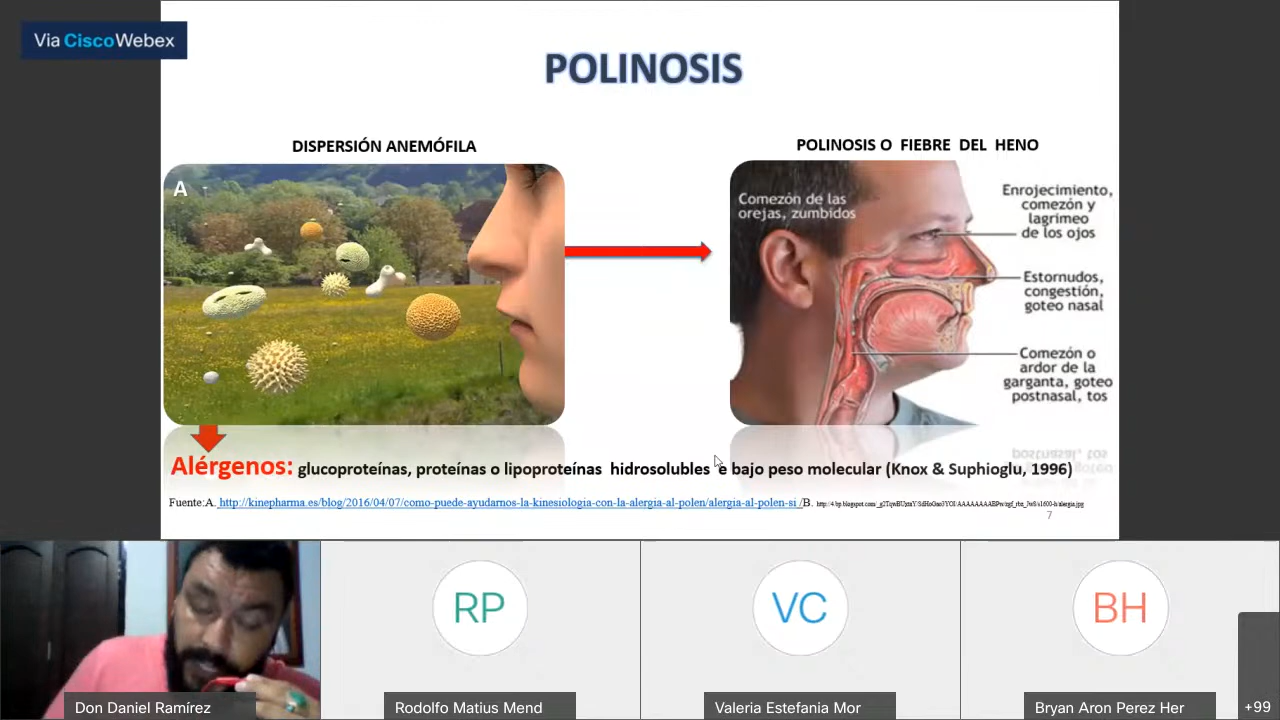 Via Cisco Webex
POLINOSIS
DISPERSIÓN ANEMÓFILA
POLINOSIS O FIEBRE DEL HENO
A
Comezón de las
orejas, zumbidos
Enrojecimiento,
comezón y
lagrimeo
de los ojos
Estornudos,
congestión,
goteo nasal
Comezón o
ardor de la
garganta, goteo
postnasal, tos
Alérgenos: glucoproteínas, proteínas o lipoproteínas hidrosolubles e bajo peso molecular (Knox & Suphioglu, 1996)
Fuente:A. http://kinepharma.es/blog/2016/04/07/como-puede-ayudarnos-la-kinesiologia-con-la-alergia-al-polen/alergia-al-polen-si /B.
7
RP
VC
BH
Don Daniel Ramírez
Rodolfo Matius Mend
Valeria Estefania Mor
Bryan Aron Perez Her
+99